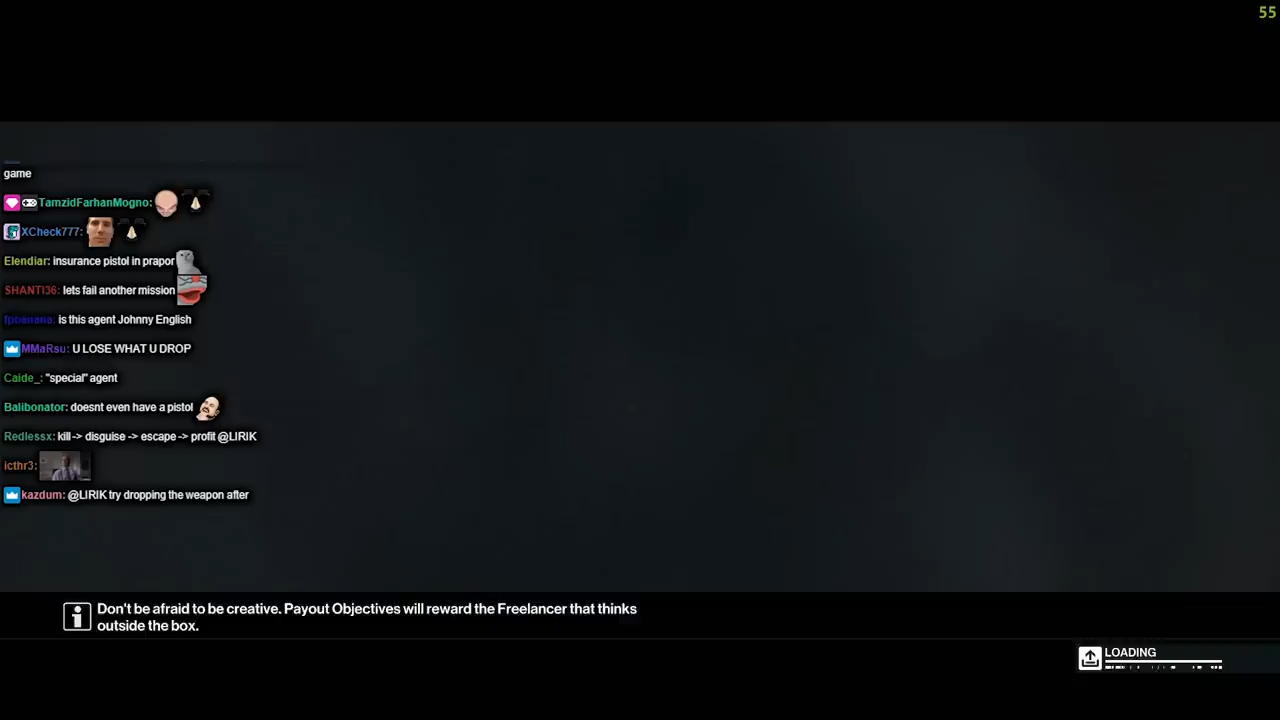 55
game
TamzidFarhanMogno:
XCheck777:
Elendiar: insurance pistol in prapor
SHANTI36: lets fail another mission
fpoanana: is this agent Johnny English
MMaRsu: U LOSE WHAT U DROP
Caide_: "special" agent
Balibonator: doesnt even have a pistol
Redlessx: kill -> disguise -> escape -> profit @LIRIK
icthr3:
kazdum: @LIRIK try dropping the weapon after
Don't be afraid to be creative. Payout Objectives will reward the Freelancer that thinks
outside the box.
LOADING